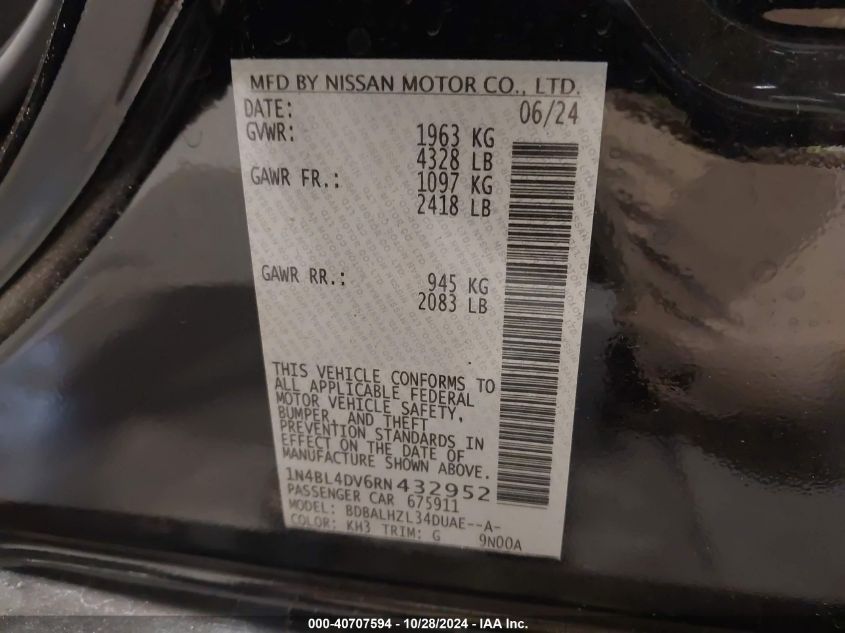 MFD BY NISSAN MOTOR CO., LTD.
DATE: 06/24
GVWR: 1963 KG
4328 LB
GAWR FR.: 1097 KG
2418 LB
GAWR RR.: 945 KG
2083 LB
THIS VEHICLE CONFORMS TO
ALL APPLICABLE FEDERAL
MOTOR VEHICLE SAFETY,
BUMPER, AND THEFT
PREVENTION STANDARDS IN
EFFECT ON THE DATE OF
MANUFACTURE SHOWN ABOVE.
1N4BL4DV6RN432952
PASSENGER CAR 675911
MODEL: BDBALHZL34DUAE--A-
COLOR: KH3 TRIM: G 9N00A
000-40707594 - 10/28/2024 - IAA Inc.